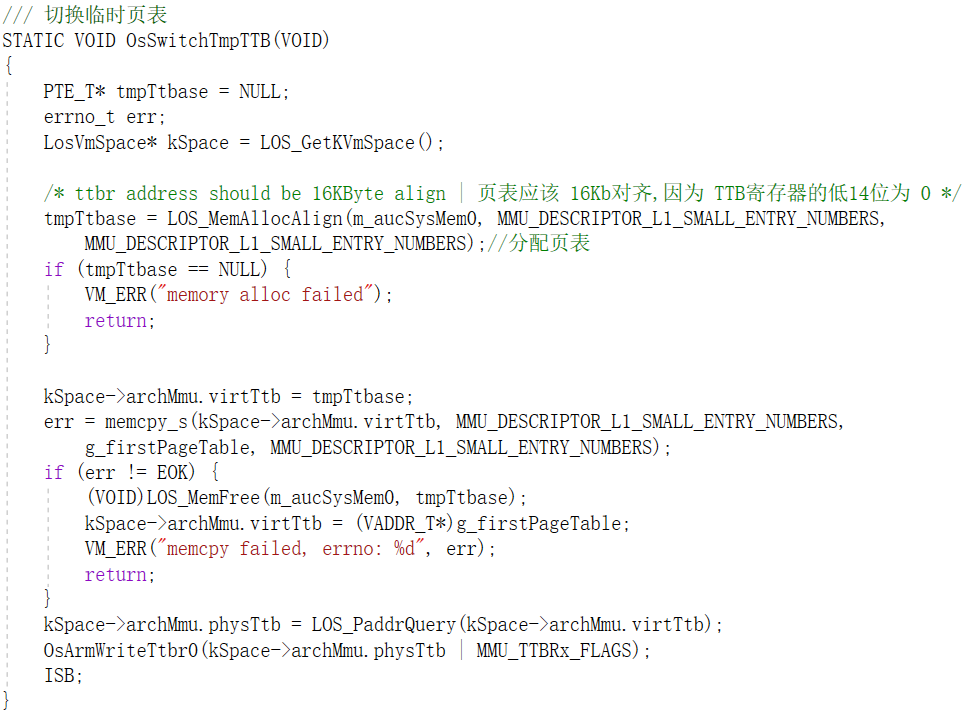 /// 切换临时页表
STATIC VOID OsSwitchTmpTTB(VOID)
{
    PTE_T* tmpTtbase = NULL;
    errno_t err;
    LosVmSpace* kSpace = LOS_GetKVmSpace();

    /* ttbr address should be 16KByte align | 页表应该 16Kb对齐,因为 TTB寄存器的低14位为 0 */
    tmpTtbase = LOS_MemAllocAlign(m_aucSysMem0, MMU_DESCRIPTOR_L1_SMALL_ENTRY_NUMBERS,
        MMU_DESCRIPTOR_L1_SMALL_ENTRY_NUMBERS);//分配页表
    if (tmpTtbase == NULL) {
        VM_ERR("memory alloc failed");
        return;
    }

    kSpace->archMmu.virtTtb = tmpTtbase;
    err = memcpy_s(kSpace->archMmu.virtTtb, MMU_DESCRIPTOR_L1_SMALL_ENTRY_NUMBERS,
        g_firstPageTable, MMU_DESCRIPTOR_L1_SMALL_ENTRY_NUMBERS);
    if (err != EOK) {
        (VOID)LOS_MemFree(m_aucSysMem0, tmpTtbase);
        kSpace->archMmu.virtTtb = (VADDR_T*)g_firstPageTable;
        VM_ERR("memcpy failed, errno: %d", err);
        return;
    }
    kSpace->archMmu.physTtb = LOS_PaddrQuery(kSpace->archMmu.virtTtb);
    OsArmWriteTtbr0(kSpace->archMmu.physTtb | MMU_TTBRx_FLAGS);
    ISB;
}